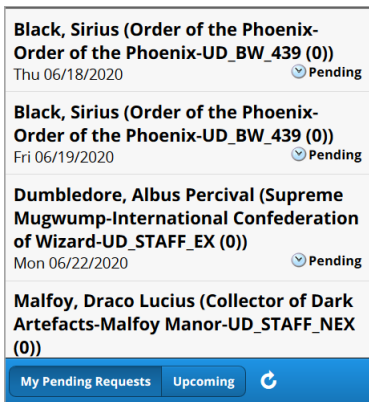 Black, Sirius (Order of the Phoenix-
Order of the Phoenix-UD_BW_439 (0))
Thu 06/18/2020 Pending
Black, Sirius (Order of the Phoenix-
Order of the Phoenix-UD_BW_439 (0))
Fri 06/19/2020 Pending
Dumbledore, Albus Percival (Supreme
Mugwump-International Confederation
of Wizard-UD_STAFF_EX (0))
Mon 06/22/2020 Pending
Malfoy, Draco Lucius (Collector of Dark
Artefacts-Malfoy Manor-UD_STAFF_NEX
(0))
My Pending Requests Upcoming